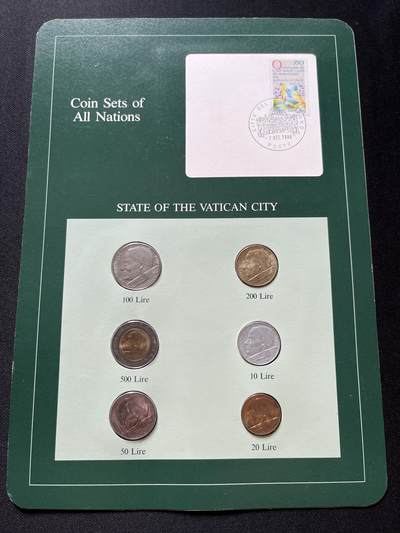 Coin Sets of
All Nations
POSTE
STATE OF THE VATICAN CITY
100 Lire
200 Lire
500 Lire
10 Lire
50 Lire
20 Lire